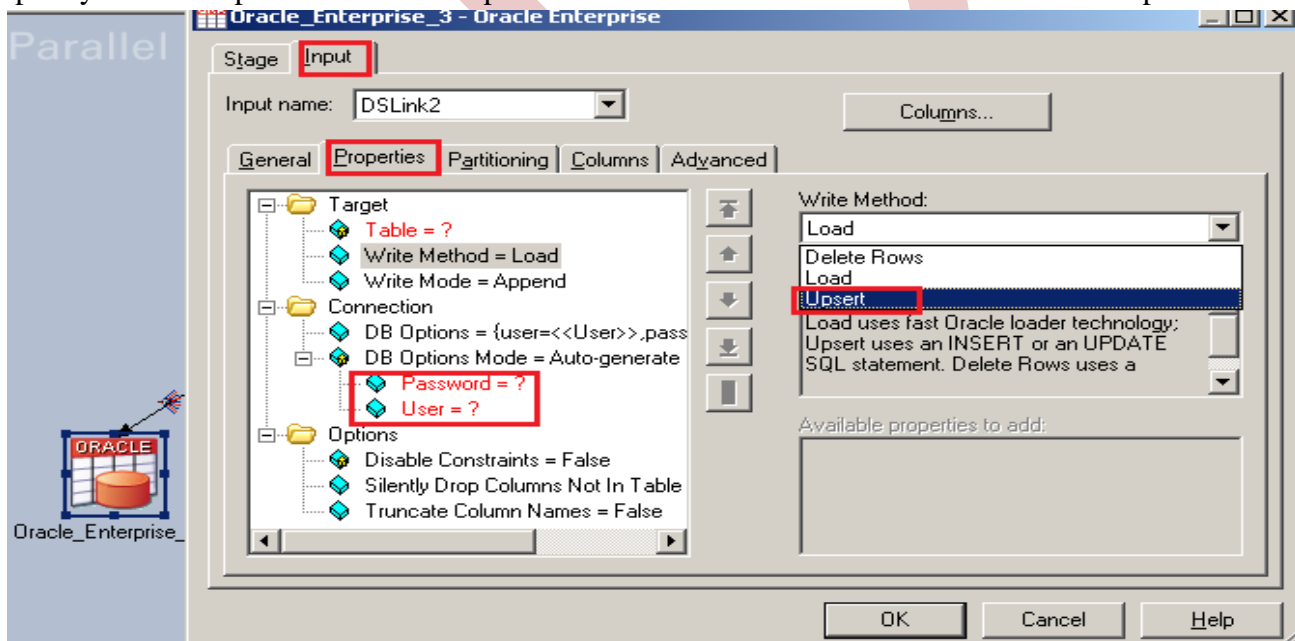 Oracle_Enterprise_3 - Oracle Enterprise
Parallel
Stage Input
Input name: DSLink2
Columns...
General Properties Partitioning Columns Advanced
Target
Table = ?
Write Method = Load
Write Mode = Append
Connection
DB Options = {user=<<User>>,pass
DB Options Mode = Auto-generate
Password = ?
User = ?
Options
Disable Constraints = False
Silently Drop Columns Not In Table
Truncate Column Names = False
Write Method:
Load
Delete Rows
Load
Upsert
Load uses fast Oracle loader technology;
Upsert uses an INSERT or an UPDATE
SQL statement. Delete Rows uses a
Available properties to add:
ORACLE
Oracle_Enterprise_
OK Cancel Help